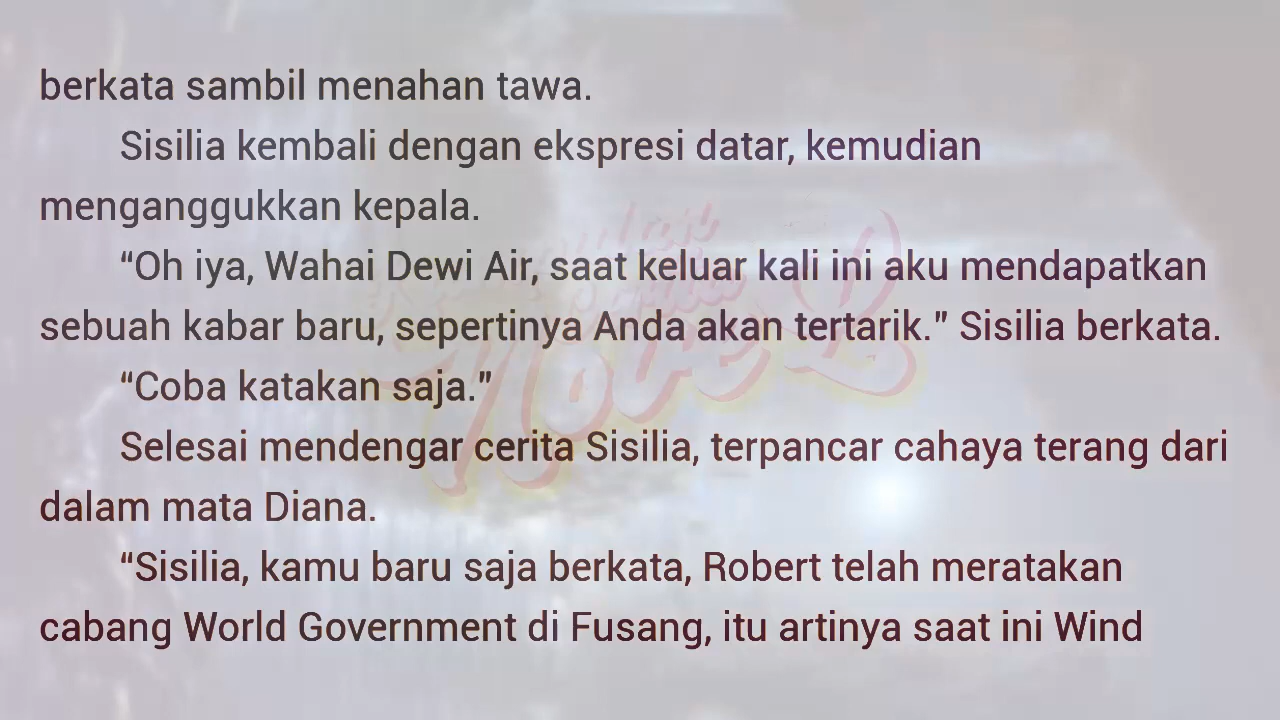 berkata sambil menahan tawa.
Sisilia kembali dengan ekspresi datar, kemudian
menganggukkan kepala.
“Oh iya, Wahai Dewi Air, saat keluar kali ini aku mendapatkan
sebuah kabar baru, sepertinya Anda akan tertarik.” Sisilia berkata.
“Coba katakan saja.”
Selesai mendengar cerita Sisilia, terpancar cahaya terang dari
dalam mata Diana.
“Sisilia, kamu baru saja berkata, Robert telah meratakan
cabang World Government di Fusang, itu artinya saat ini Wind